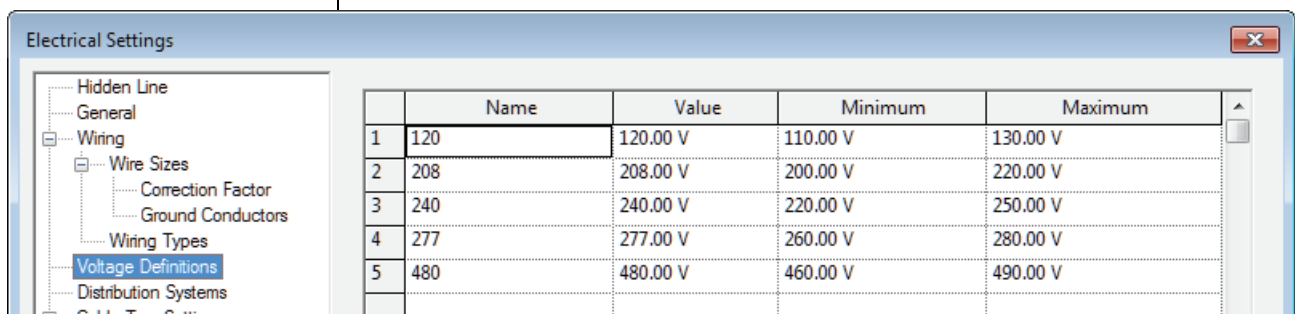 Electrical Settings
Hidden Line
General
Wiring
Wire Sizes
Correction Factor
Ground Conductors
Wiring Types
Voltage Definitions
Distribution Systems
Name Value Minimum Maximum
1 120 120.00 V 110.00 V 130.00 V
2 208 208.00 V 200.00 V 220.00 V
3 240 240.00 V 220.00 V 250.00 V
4 277 277.00 V 260.00 V 280.00 V
5 480 480.00 V 460.00 V 490.00 V